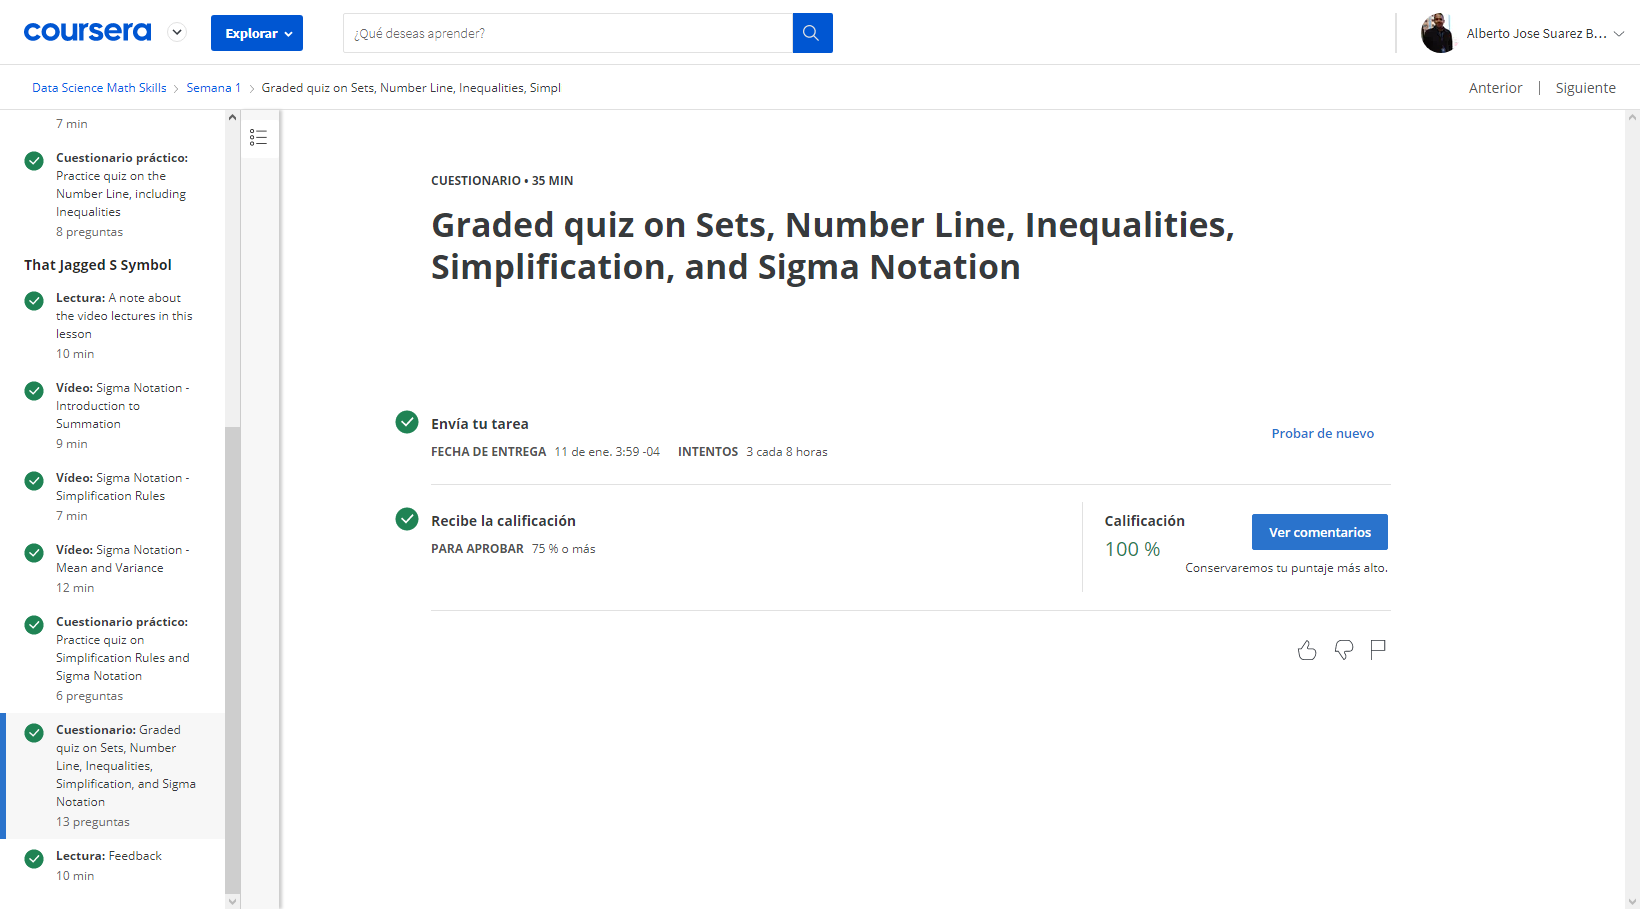 coursera
Explorar
¿Qué deseas aprender?
Alberto Jose Suarez B...
Data Science Math Skills
Semana 1
Graded quiz on Sets, Number Line, Inequalities, Simpl
Anterior
Siguiente
7 min
Cuestionario práctico:
Practice quiz on the
Number Line, including
Inequalities
8 preguntas
That Jagged S Symbol
Lectura: A note about
the video lectures in this
lesson
10 min
Vídeo: Sigma Notation -
Introduction to
Summation
9 min
Vídeo: Sigma Notation -
Simplification Rules
7 min
Vídeo: Sigma Notation -
Mean and Variance
12 min
Cuestionario práctico:
Practice quiz on
Simplification Rules and
Sigma Notation
6 preguntas
Cuestionario: Graded
quiz on Sets, Number
Line, Inequalities,
Simplification, and Sigma
Notation
13 preguntas
Lectura: Feedback
10 min
CUESTIONARIO • 35 MIN
Graded quiz on Sets, Number Line, Inequalities,
Simplification, and Sigma Notation
Envía tu tarea
FECHA DE ENTREGA 11 de ene. 3:59 -04 INTENTOS 3 cada 8 horas
Probar de nuevo
Recibe la calificación
PARA APROBAR 75 % o más
Calificación
100 %
Ver comentarios
Conservaremos tu puntaje más alto.